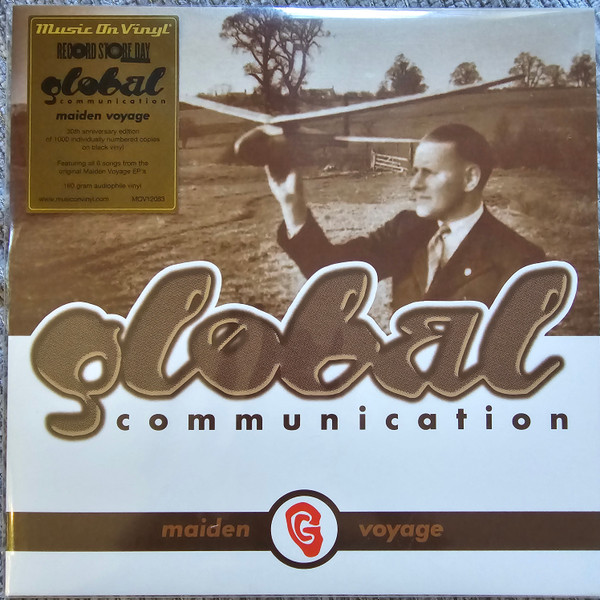 Music On Vinyl
RECORD STORE DAY
global
communication
maiden voyage
30th anniversary edition
of 1000 individually numbered copies
on black vinyl
Featuring all 6 songs from the
original Maiden Voyage EP's
180 gram audiophile vinyl
www.musiconvinyl.com MOV12083
global
communication
maiden voyage